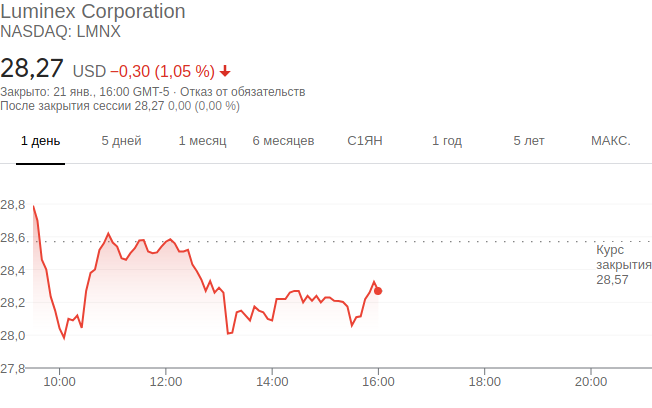 Luminex Corporation
NASDAQ: LMNX
28,27 USD −0,30 (1,05 %)
Закрыто: 21 янв., 16:00 GMT-5 · Отказ от обязательств
После закрытия сессии 28,27 0,00 (0,00 %)
1 день 5 дней 1 месяц 6 месяцев С1ЯН 1 год 5 лет МАКС.
28,8
28,6
Курс
закрытия
28,57
28,4
28,2
28,0
27,8
10:00 12:00 14:00 16:00 18:00 20:00